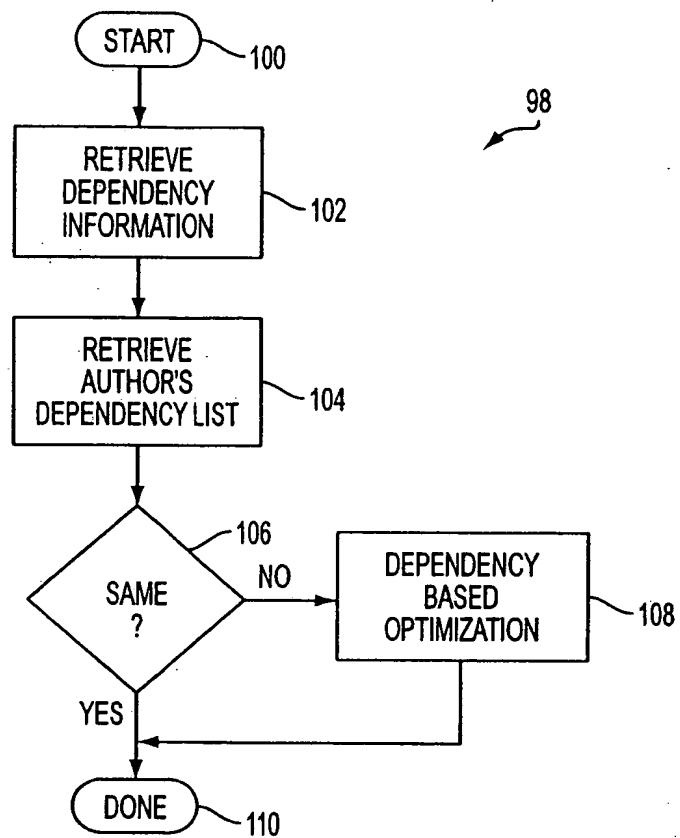 START
100
98
RETRIEVE
DEPENDENCY
INFORMATION
102
RETRIEVE
AUTHOR'S
DEPENDENCY LIST
104
106
SAME
?
NO
DEPENDENCY
BASED
OPTIMIZATION
108
YES
DONE
110